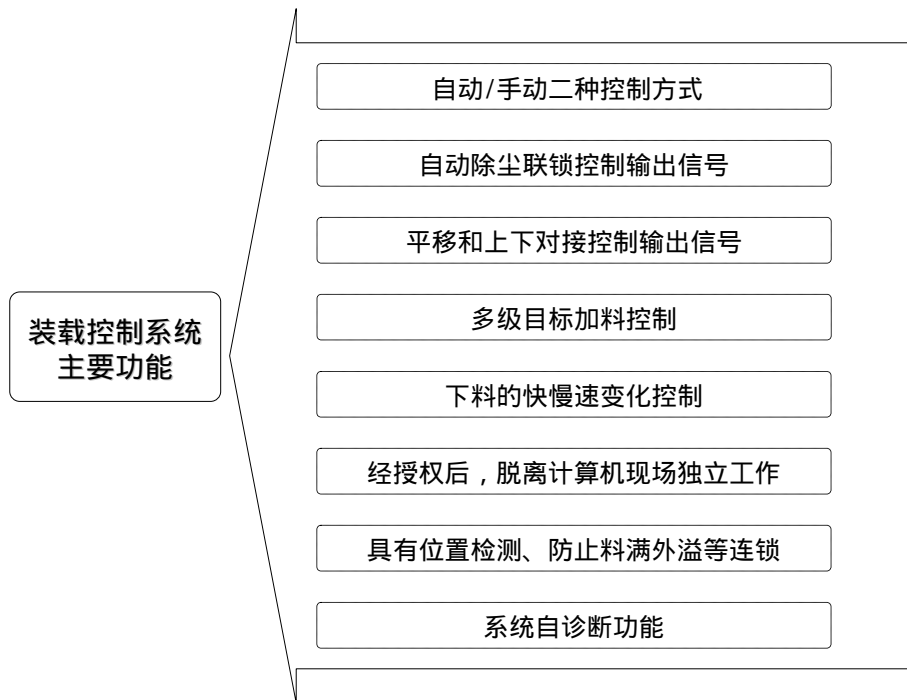 自动/手动二种控制方式
自动除尘联锁控制输出信号
平移和上下对接控制输出信号
装载控制系统
主要功能
多级目标加料控制
下料的快慢速变化控制
经授权后，脱离计算机现场独立工作
具有位置检测、防止料满外溢等连锁
系统自诊断功能